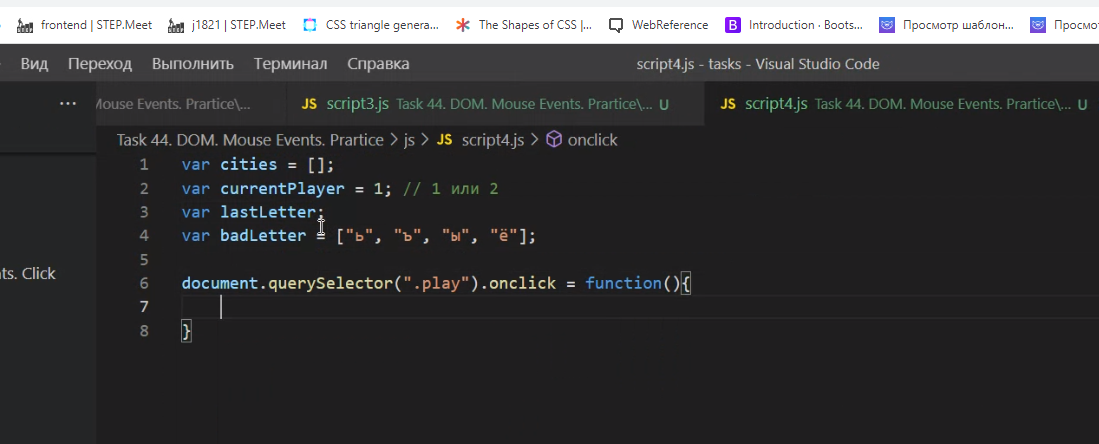 frontend | STEP.Meet j1821 | STEP.Meet CSS triangle genera... The Shapes of CSS |... WebReference B Introduction · Boots... Просмотр шаблон... Просмот
Вид Переход Выполнить Терминал Справка script4.js - tasks - Visual Studio Code
... Mouse Events. Prartice\... JS script3.js Task 44. DOM. Mouse Events. Prartice\... U JS script4.js Task 44. DOM. Mouse Events. Prartice\... U
Task 44. DOM. Mouse Events. Prartice > js > JS script4.js > onclick
1 var cities = [];
2 var currentPlayer = 1; // 1 или 2
3 var lastLetter;
4 var badLetter = ["ь", "ъ", "ы", "ё"];
5
6 document.querySelector(".play").onclick = function(){
nts. Click
7
8 }